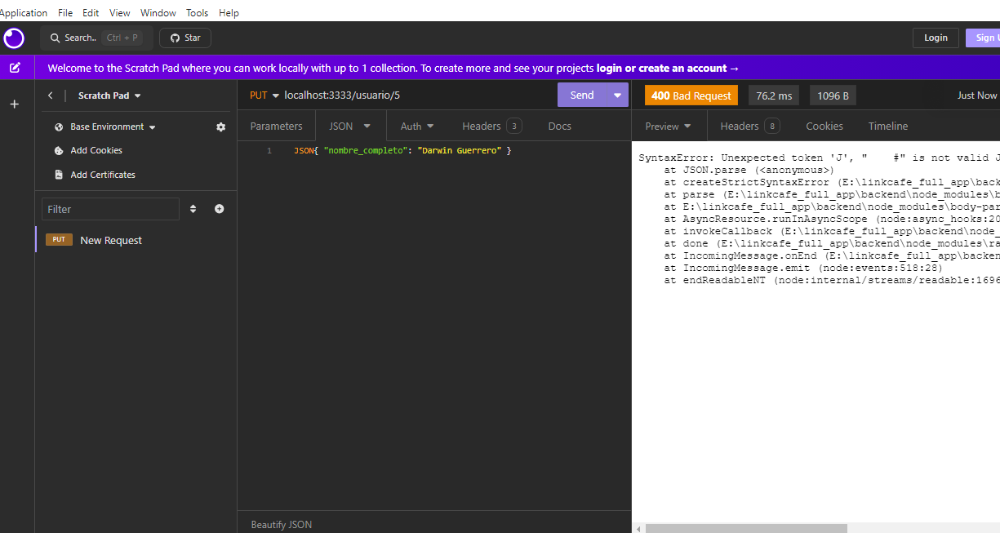 Application File Edit View Window Tools Help
Search.. Ctrl + P Star Login Sign
Welcome to the Scratch Pad where you can work locally with up to 1 collection. To create more and see your projects login or create an account →
Scratch Pad
PUT localhost:3333/usuario/5 Send
400 Bad Request 76.2 ms 1096 B Just Now
Base Environment
Parameters JSON Auth Headers 3 Docs
Preview Headers 8 Cookies Timeline
Add Cookies
Add Certificates
Filter
PUT New Request
1 JSON{ "nombre_completo": "Darwin Guerrero" }
SyntaxError: Unexpected token 'J', "    #" is not valid J
at JSON.parse (<anonymous>)
at createStrictSyntaxError (E:\linkcafe_full_app\back
at parse (E:\linkcafe_full_app\backend\node_modules\b
at E:\linkcafe_full_app\backend\node_modules\body-par
at AsyncResource.runInAsyncScope (node:async_hooks:20
at invokeCallback (E:\linkcafe_full_app\backend\node_
at done (E:\linkcafe_full_app\backend\node_modules\ra
at IncomingMessage.onEnd (E:\linkcafe_full_app\backen
at IncomingMessage.emit (node:events:518:28)
at endReadableNT (node:internal/streams/readable:1696
Beautify JSON